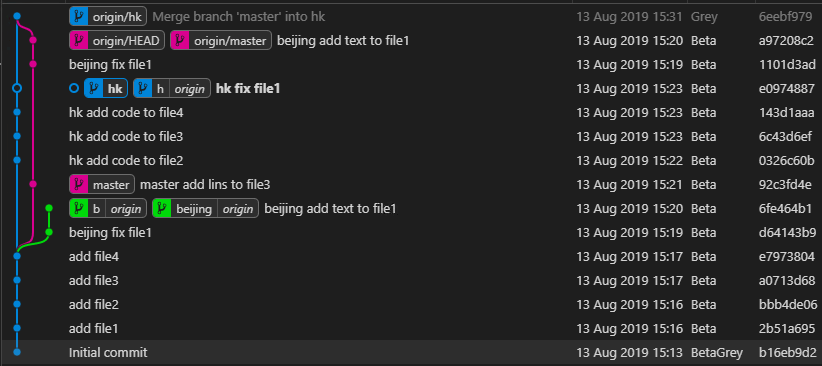 origin/hk Merge branch 'master' into hk 13 Aug 2019 15:31 Grey 6eebf979
origin/HEAD origin/master beijing add text to file1 13 Aug 2019 15:20 Beta a97208c2
beijing fix file1 13 Aug 2019 15:19 Beta 1101d3ad
hk h origin hk fix file1 13 Aug 2019 15:23 Beta e0974887
hk add code to file4 13 Aug 2019 15:23 Beta 143d1aaa
hk add code to file3 13 Aug 2019 15:23 Beta 6c43d6ef
hk add code to file2 13 Aug 2019 15:22 Beta 0326c60b
master master add lins to file3 13 Aug 2019 15:21 Beta 92c3fd4e
b origin beijing origin beijing add text to file1 13 Aug 2019 15:20 Beta 6fe464b1
beijing fix file1 13 Aug 2019 15:19 Beta d64143b9
add file4 13 Aug 2019 15:17 Beta e7973804
add file3 13 Aug 2019 15:17 Beta a0713d68
add file2 13 Aug 2019 15:16 Beta bbb4de06
add file1 13 Aug 2019 15:16 Beta 2b51a695
Initial commit 13 Aug 2019 15:13 BetaGrey b16eb9d2